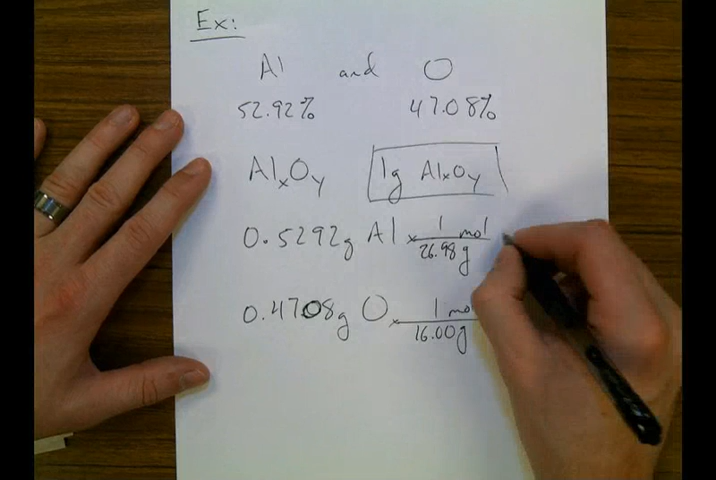 Ex:
Al and O
52.92% 47.08%
AlxOy 1g AlxOy
0.5292g Al x 1 mol / 26.98g
0.4708g O x 1 mo / 16.00g